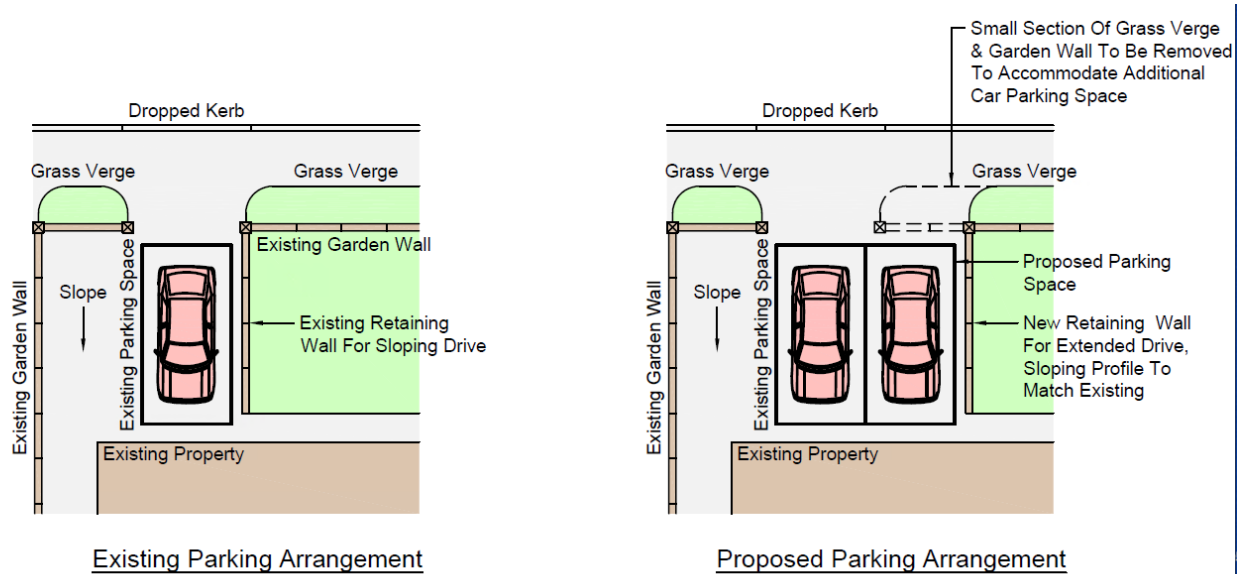 Small Section Of Grass Verge
& Garden Wall To Be Removed
To Accommodate Additional
Car Parking Space
Dropped Kerb
Grass Verge
Grass Verge
Existing Garden Wall
Existing Garden Wall
Slope
Existing Parking Space
Existing Retaining
Wall For Sloping Drive
Existing Property
Existing Parking Arrangement
Dropped Kerb
Grass Verge
Grass Verge
Existing Garden Wall
Slope
Existing Parking Space
Proposed Parking
Space
New Retaining Wall
For Extended Drive,
Sloping Profile To
Match Existing
Existing Property
Proposed Parking Arrangement